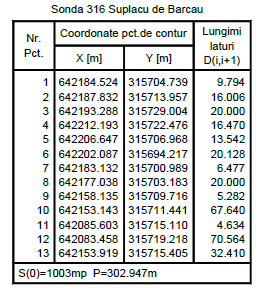 Sonda 316 Suplacu de Barcau
Nr. Pct. Coordonate pct.de contur Lungimi laturi D(i,i+1)
X [m] Y [m]
1 642184.524 315704.739 9.794
2 642187.832 315713.957 16.006
3 642193.288 315729.004 20.000
4 642212.193 315722.476 16.470
5 642206.647 315706.968 13.542
6 642202.087 315694.217 20.128
7 642183.132 315700.989 6.477
8 642177.038 315703.183 20.000
9 642158.135 315709.716 5.282
10 642153.143 315711.441 67.640
11 642085.603 315715.110 4.634
12 642083.458 315719.218 70.564
13 642153.919 315715.405 32.410
S(0)=1003mp P=302.947m